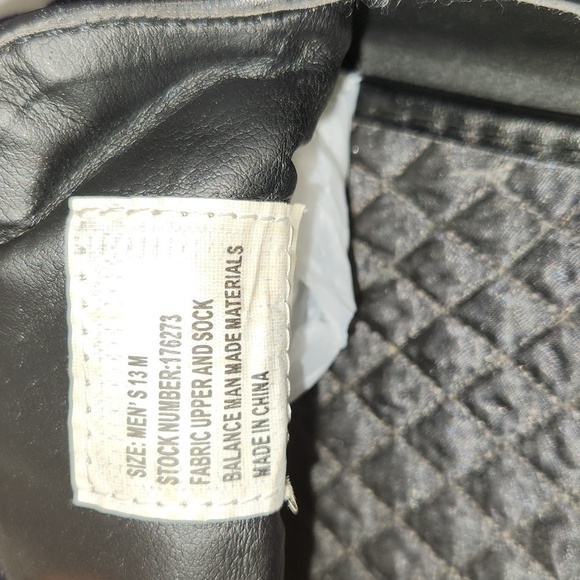 SIZE: MEN'S 13 M
STOCK NUMBER:176273
FABRIC UPPER AND SOCK
BALANCE MAN MADE MATERIALS
MADE IN CHINA